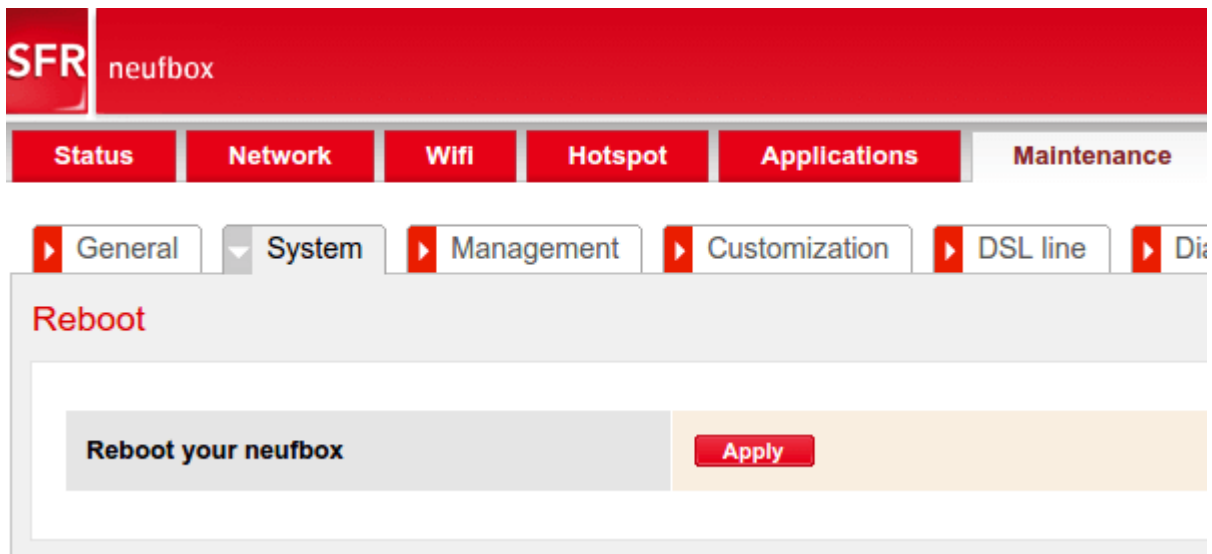 SFR neufbox
Status Network Wifi Hotspot Applications Maintenance
General System Management Customization DSL line Dia
Reboot
Reboot your neufbox Apply